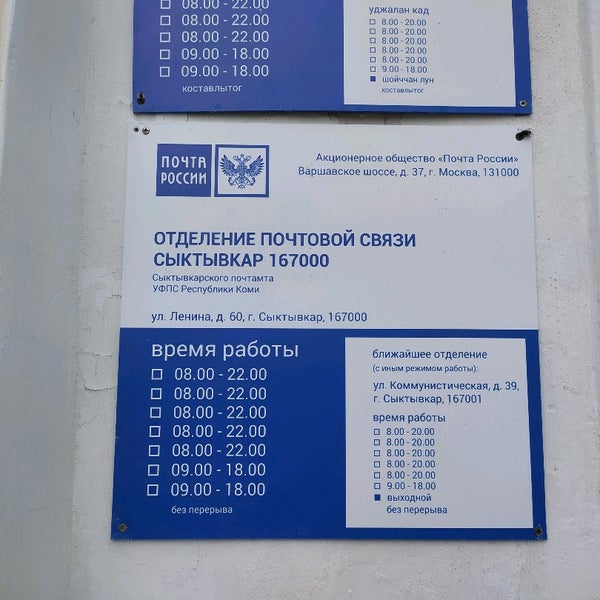 08.00 - 22.00
08.00 - 22.00
08.00 - 22.00
09.00 - 18.00
09.00 - 18.00
коставлытог
уджалан кад
8.00 - 20.00
8.00 - 20.00
8.00 - 20.00
8.00 - 20.00
8.00 - 20.00
9.00 - 18.00
шойччан лун
коставлытог
ПОЧТА
РОССИИ
Акционерное общество «Почта России»
Варшавское шоссе, д. 37, г. Москва, 131000
ОТДЕЛЕНИЕ ПОЧТОВОЙ СВЯЗИ
СЫКТЫВКАР 167000
Сыктывкарского почтамта
УФПС Республики Коми
ул. Ленина, д. 60, г. Сыктывкар, 167000
время работы
08.00 - 22.00
08.00 - 22.00
08.00 - 22.00
08.00 - 22.00
08.00 - 22.00
09.00 - 18.00
09.00 - 18.00
без перерыва
ближайшее отделение
(с иным режимом работы):
ул. Коммунистическая, д. 39,
г. Сыктывкар, 167001
время работы
8.00 - 20.00
8.00 - 20.00
8.00 - 20.00
8.00 - 20.00
8.00 - 20.00
9.00 - 18.00
выходной
без перерыва